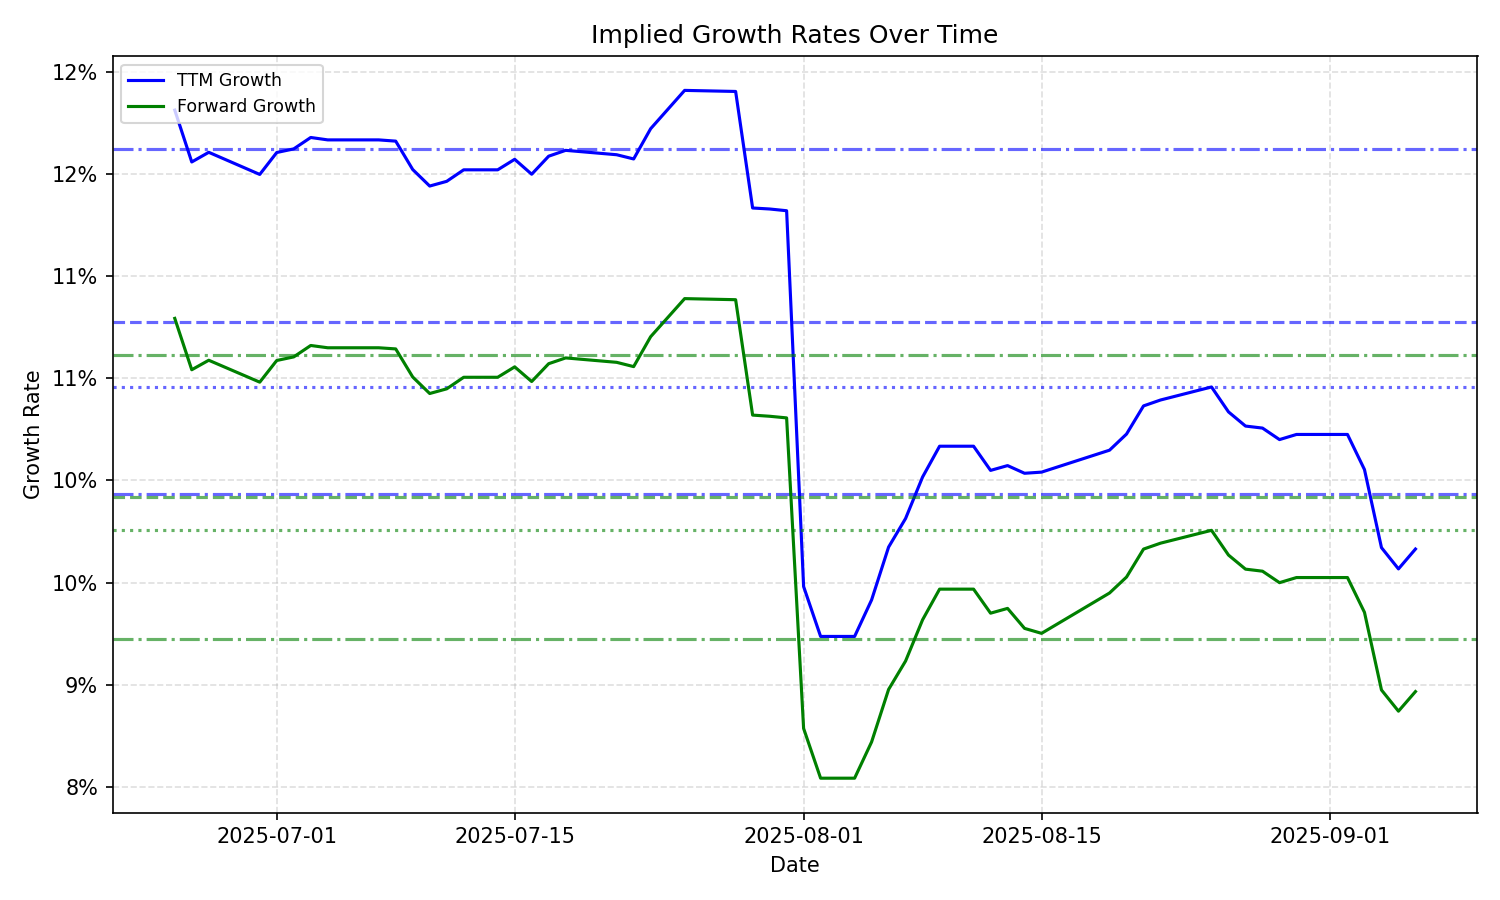 Implied Growth Rates Over Time
TTM Growth
Forward Growth
12%
12%
11%
11%
10%
10%
9%
8%
Growth Rate
2025-07-01
2025-07-15
2025-08-01
2025-08-15
2025-09-01
Date